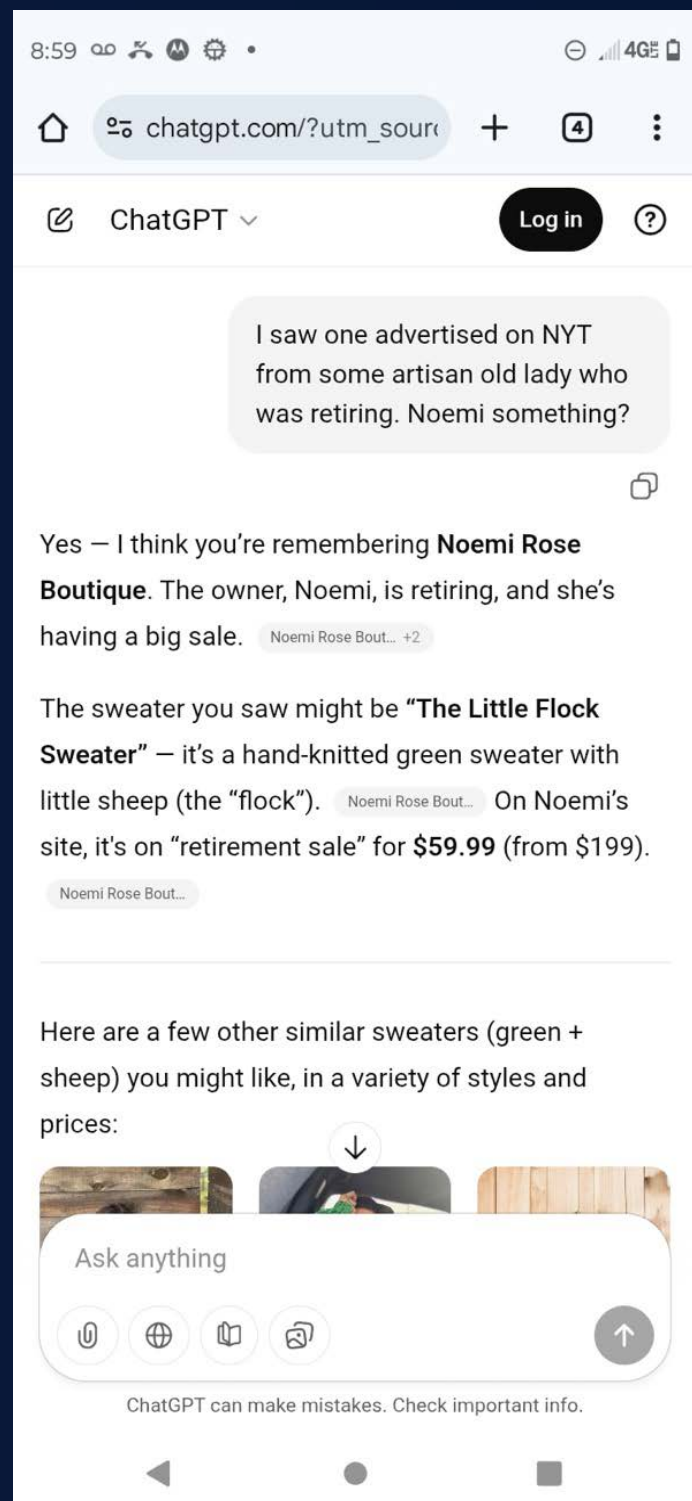 8:59
4G
chatgpt.com/?utm_sour
4
ChatGPT
Log in
I saw one advertised on NYT
from some artisan old lady who
was retiring. Noemi something?
Yes — I think you're remembering Noemi Rose
Boutique. The owner, Noemi, is retiring, and she's
having a big sale. Noemi Rose Bout... +2
The sweater you saw might be “The Little Flock
Sweater” — it's a hand-knitted green sweater with
little sheep (the “flock”). Noemi Rose Bout... On Noemi's
site, it's on “retirement sale” for $59.99 (from $199).
Noemi Rose Bout...
Here are a few other similar sweaters (green +
sheep) you might like, in a variety of styles and
prices:
Ask anything
ChatGPT can make mistakes. Check important info.